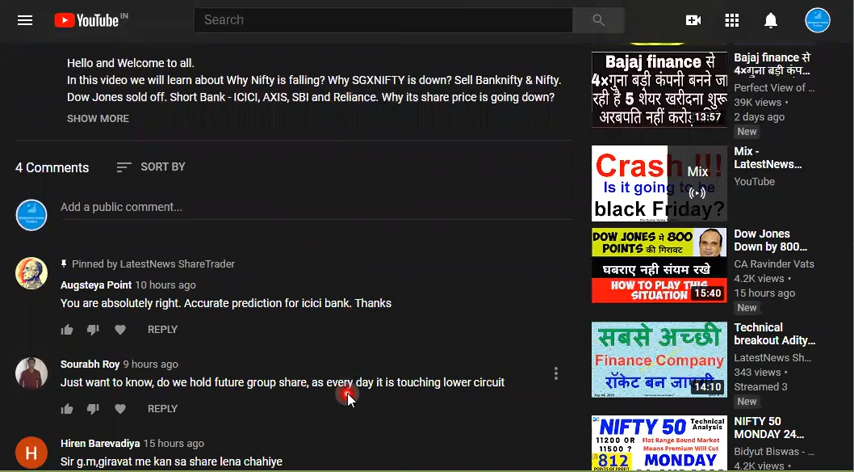 YouTube IN
Search
Hello and Welcome to all.
In this video we will learn about Why Nifty is falling? Why SGXNIFTY is down? Sell Banknifty & Nifty.
Dow Jones sold off. Short Bank - ICICI, AXIS, SBI and Reliance. Why its share price is going down?
SHOW MORE
4 Comments
SORT BY
Add a public comment...
Pinned by LatestNews ShareTrader
Augsteya Point 10 hours ago
You are absolutely right. Accurate prediction for icici bank. Thanks
REPLY
Sourabh Roy 9 hours ago
Just want to know, do we hold future group share, as every day it is touching lower circuit
REPLY
H
Hiren Barevadiya 15 hours ago
Sir g.m,giravat me kan sa share lena chahiye
Bajaj finance से
4×गुना बड़ी कंपनी बनने जा
रही है 5 शेयर खरीदना शुरू
अरबपति नहीं करोड़
13:57
Bajaj finance से
4×गुना बड़ी कंप...
Perfect View of ...
39K views •
2 days ago
New
Crash !!!
Is it going to be
black Friday?
Mix
Mix -
LatestNews...
YouTube
DOW JONES में 800
POINTS की गिरावट
घबराए नही संयम रखे
HOW TO PLAY THIS
SITUATION
15:40
Dow Jones
Down by 800...
CA Ravinder Vats
4.2K views •
15 hours ago
New
सबसे अच्छी
Finance Company
रॉकेट बन जाएगी
14:10
Technical
breakout Adity...
LatestNews Sh...
343 views •
Streamed 3
New
NIFTY 50
Technical
Analysis
11200 OR
11500 ?
Flat Range Bound Market
Means Premium Will Cut
812
MONDAY
NIFTY 50
MONDAY 24...
Bidyut Biswas - ...